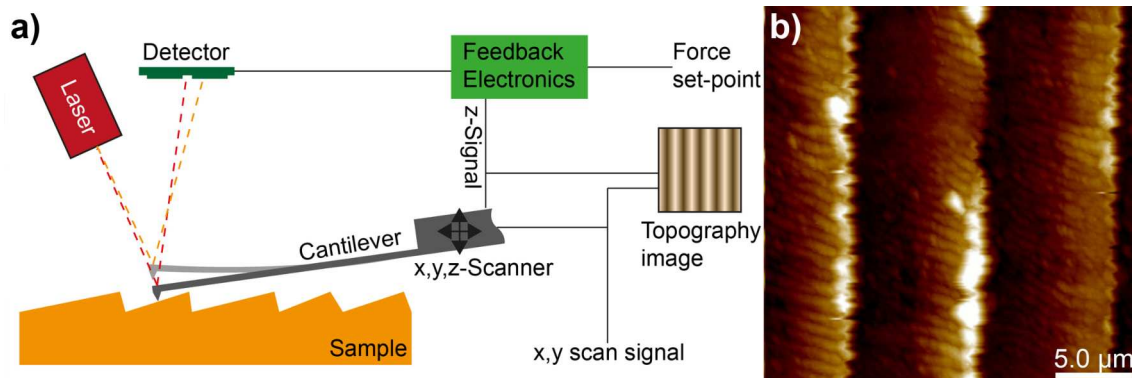 a)
Laser
Detector
Feedback
Electronics
Force
set-point
z-Signal
Cantilever
x,y,z-Scanner
Topography
image
Sample
x,y scan signal
b)
5.0 µm